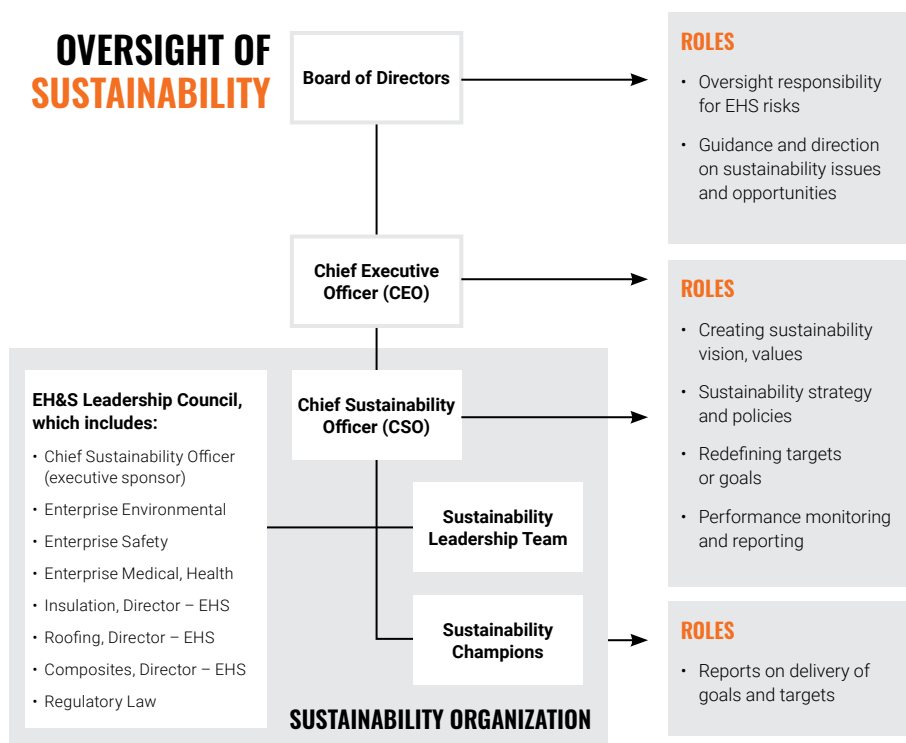 OVERSIGHT OF
SUSTAINABILITY
Board of Directors
ROLES
• Oversight responsibility
for EHS risks
• Guidance and direction
on sustainability issues
and opportunities
Chief Executive
Officer (CEO)
ROLES
• Creating sustainability
vision, values
• Sustainability strategy
and policies
• Redefining targets
or goals
• Performance monitoring
and reporting
Chief Sustainability
Officer (CSO)
EH&S Leadership Council,
which includes:
• Chief Sustainability Officer
(executive sponsor)
• Enterprise Environmental
• Enterprise Safety
• Enterprise Medical, Health
• Insulation, Director – EHS
• Roofing, Director – EHS
• Composites, Director – EHS
• Regulatory Law
Sustainability
Leadership Team
Sustainability
Champions
ROLES
• Reports on delivery of
goals and targets
SUSTAINABILITY ORGANIZATION